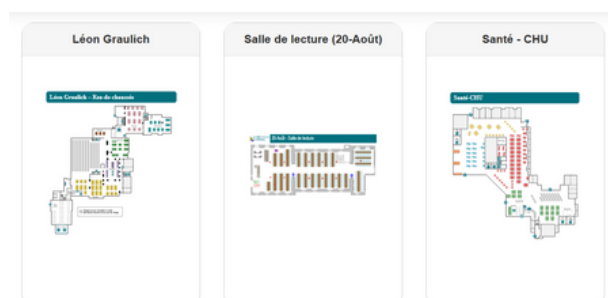 Léon Graulich
Salle de lecture (20-Août)
Santé - CHU
Léon Graulich - Rez-de-chaussée
20-Août - Salle de lecture
Santé-CHU